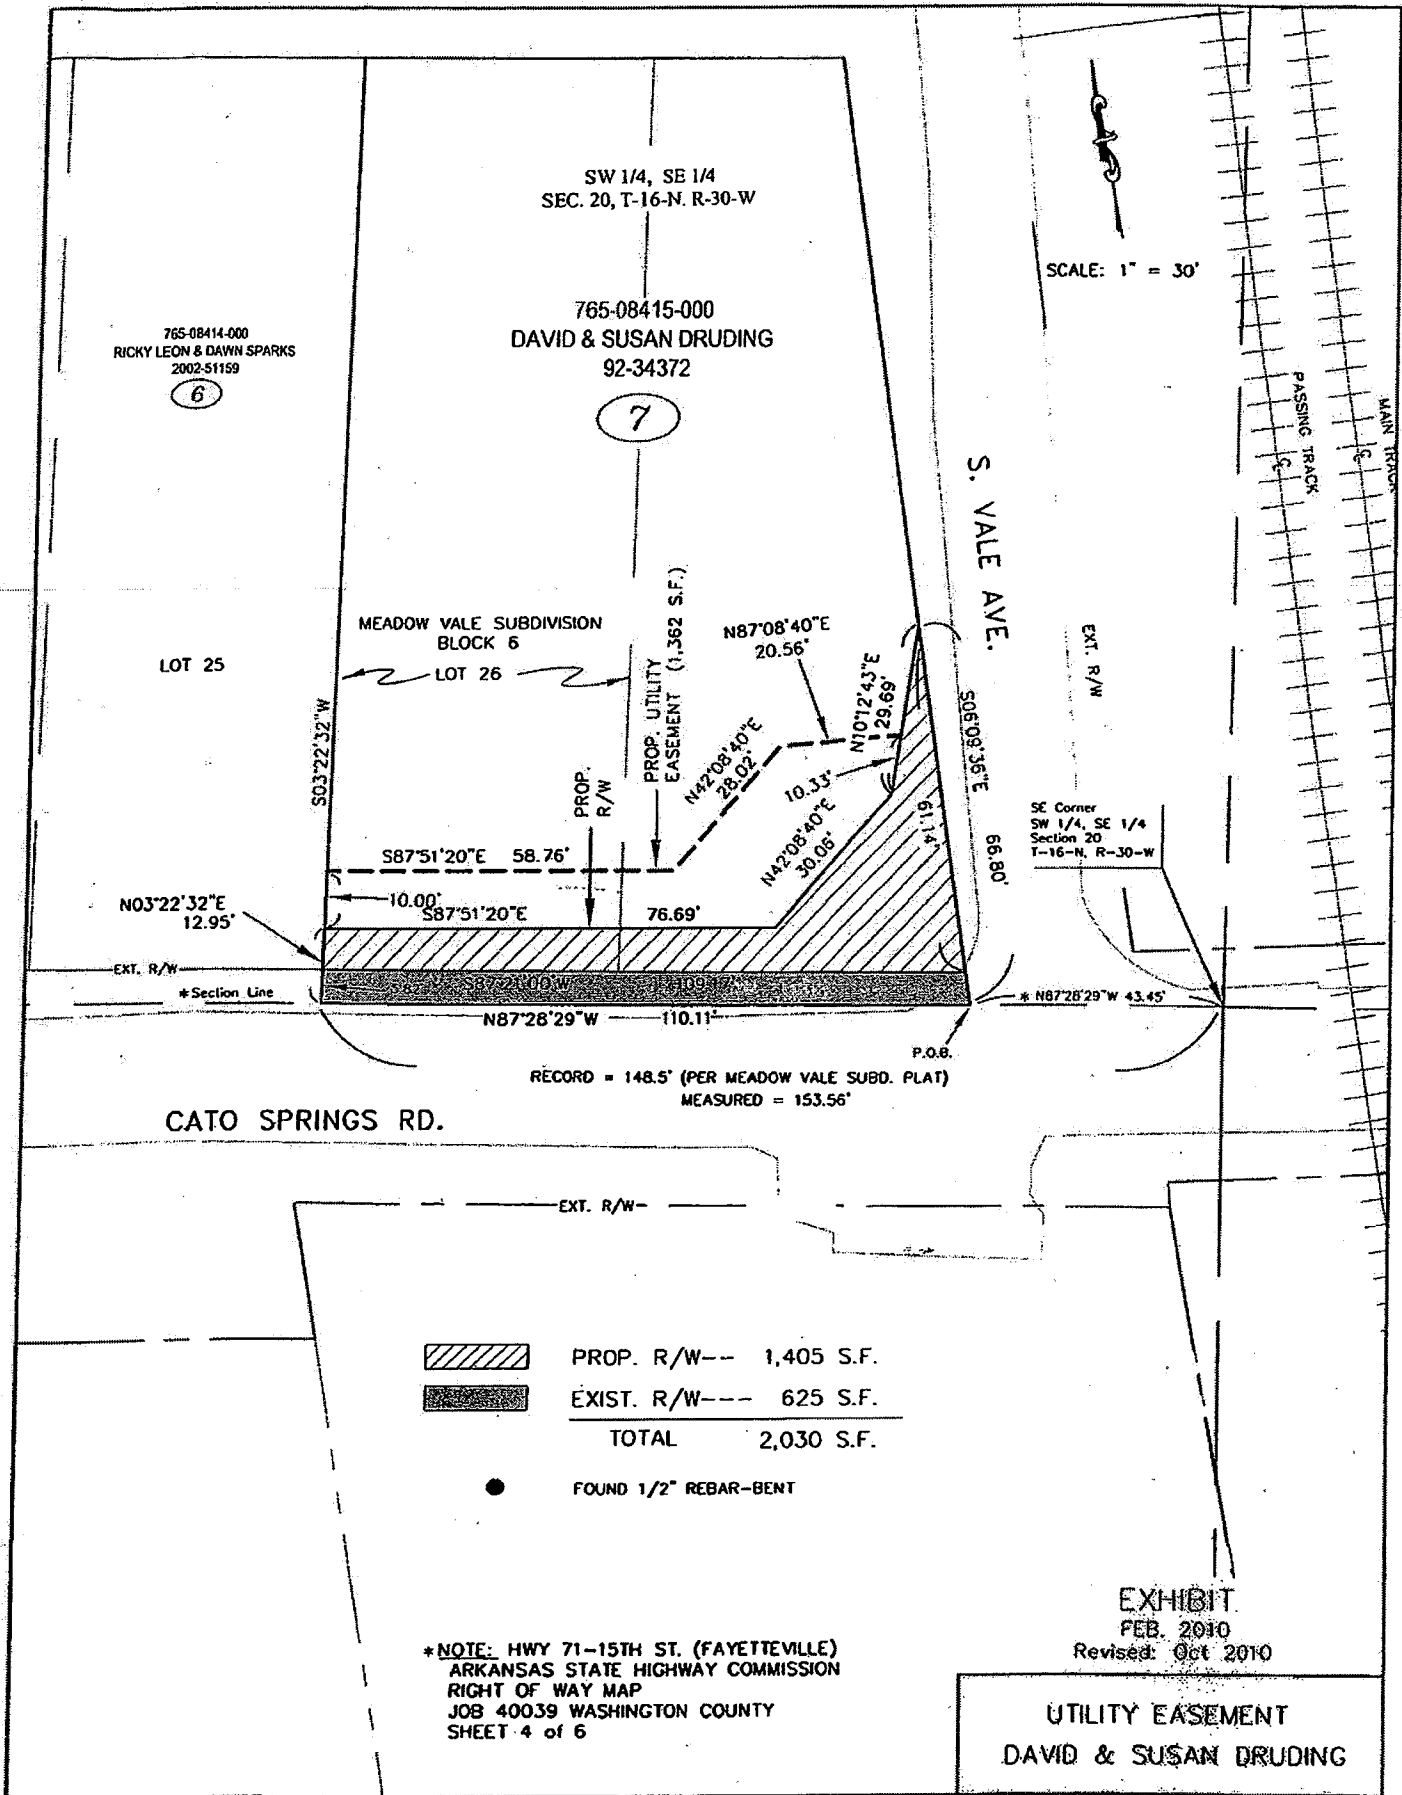 SW 1/4, SE 1/4
SEC. 20, T-16-N. R-30-W
SCALE: 1" = 30'
765-08414-000
RICKY LEON & DAWN SPARKS
2002-51159
6
765-08415-000
DAVID & SUSAN DRUDING
92-34372
7
PASSING TRACK
MAIN TRACK
S. VALE AVE.
EXT. R/W
MEADOW VALE SUBDIVISION
BLOCK 6
LOT 25
LOT 26
S03°22'32"W
PROP. UTILITY
EASEMENT (1,362 S.F.)
PROP.
R/W
N87°08'40"E
20.56'
N10°12'43"E
29.69'
N42°08'40"E
28.02'
10.33'
N42°08'40"E
30.06'
S06°09'36"E
66.80'
61.14'
SE Corner
SW 1/4, SE 1/4
Section 20
T-16-N, R-30-W
S87°51'20"E 58.76'
10.00'
S87°51'20"E 76.69'
N03°22'32"E
12.95'
EXT. R/W
*Section Line
N87°28'29"W 110.11'
* N87°28'29"W 43.45'
P.O.B.
RECORD = 148.5' (PER MEADOW VALE SUBD. PLAT)
MEASURED = 153.56'
CATO SPRINGS RD.
EXT. R/W
PROP. R/W-- 1,405 S.F.
EXIST. R/W--- 625 S.F.
TOTAL 2,030 S.F.
FOUND 1/2" REBAR-BENT
EXHIBIT
FEB. 2010
Revised: Oct 2010
*NOTE: HWY 71-15TH ST. (FAYETTEVILLE)
ARKANSAS STATE HIGHWAY COMMISSION
RIGHT OF WAY MAP
JOB 40039 WASHINGTON COUNTY
SHEET 4 of 6
UTILITY EASEMENT
DAVID & SUSAN DRUDING